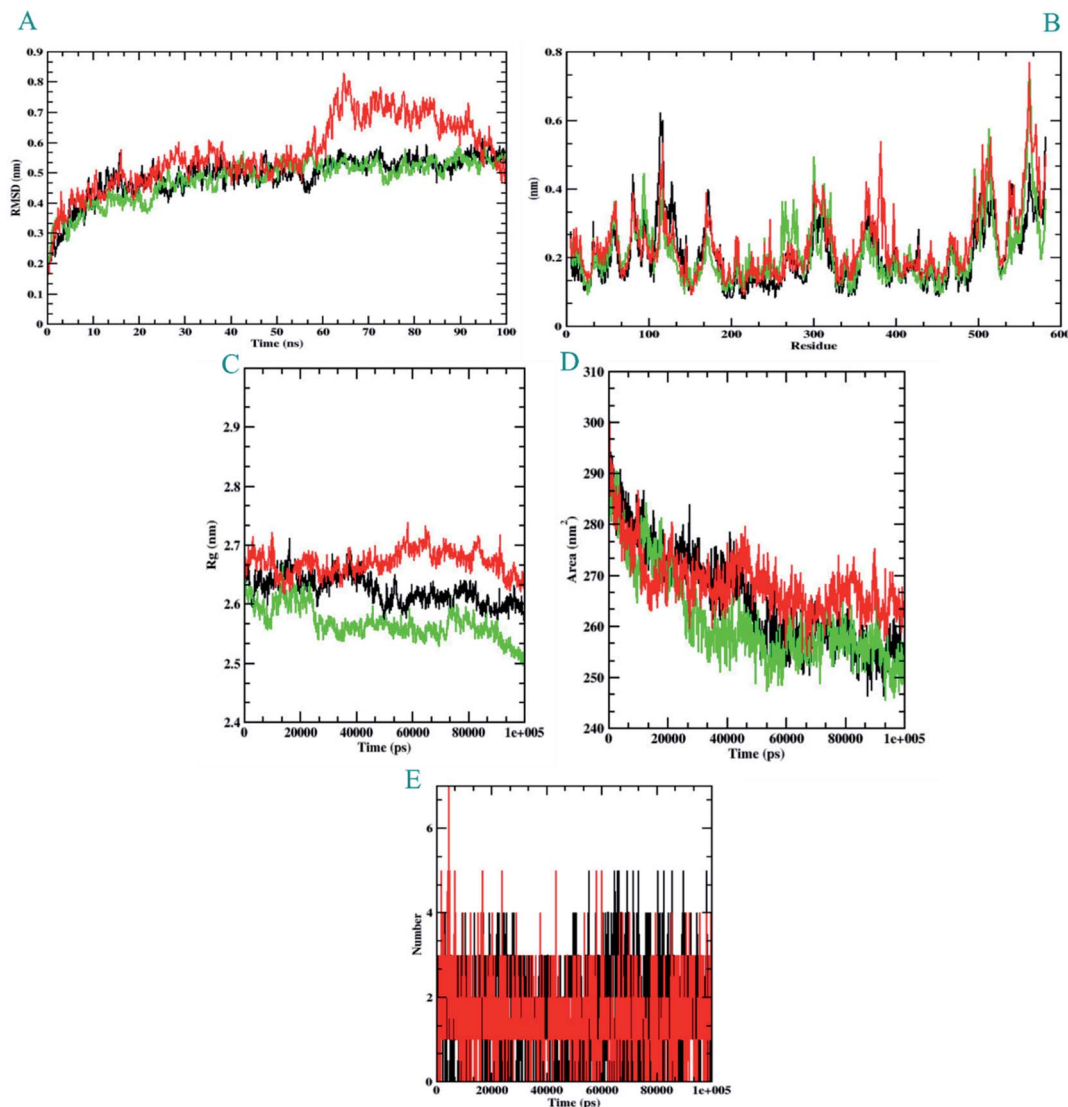 A
B
0.9
0.8
0.7
0.6
0.5
0.4
0.3
0.2
0.1
0
RMSD (nm)
0 10 20 30 40 50 60 70 80 90 100
Time (ns)
0.8
0.6
0.4
0.2
0
(nm)
0 100 200 300 400 500 600
Residue
C
2.9
2.8
2.7
2.6
2.5
2.4
Rg (nm)
0 20000 40000 60000 80000 1e+005
Time (ps)
D
310
300
290
280
270
260
250
240
Area (nm²)
0 20000 40000 60000 80000 1e+005
Time (ps)
E
6
4
2
0
Number
0 20000 40000 60000 80000 1e+005
Time (ps)